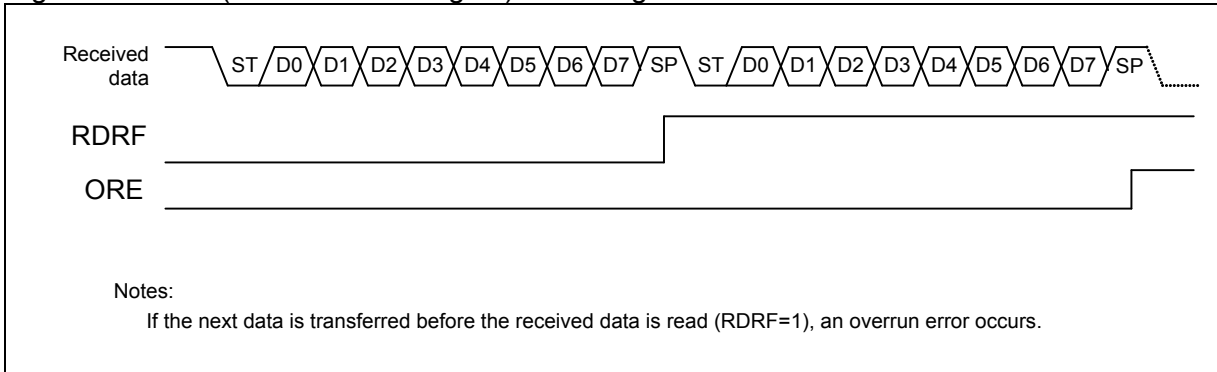 Received data ST D0 D1 D2 D3 D4 D5 D6 D7 SP ST D0 D1 D2 D3 D4 D5 D6 D7 SP
RDRF
ORE
Notes:
If the next data is transferred before the received data is read (RDRF=1), an overrun error occurs.